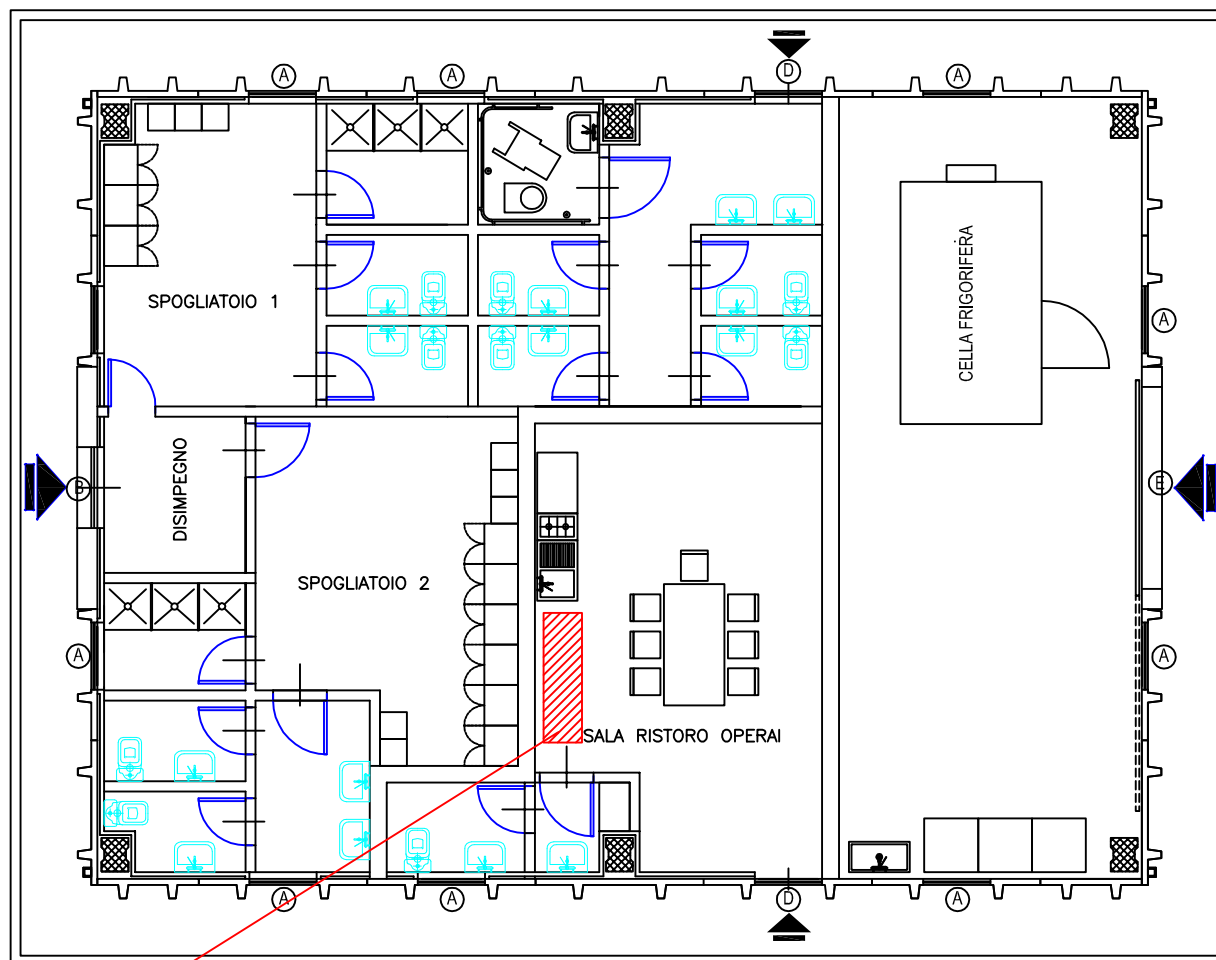 A A D A
SPOGLIATOIO 1
CELLA FRIGORIFERA
A
B
DISIMPEGNO
E
SPOGLIATOIO 2
A
A
SALA RISTORO OPERAI
A A D A